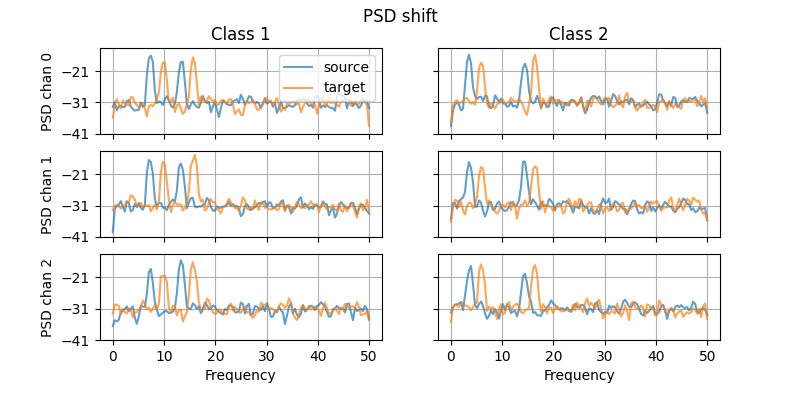 PSD shift
Class 1
Class 2
PSD chan 0
−21
−31
−41
source
target
PSD chan 1
−21
−31
−41
PSD chan 2
−21
−31
−41
0 10 20 30 40 50
0 10 20 30 40 50
Frequency
Frequency